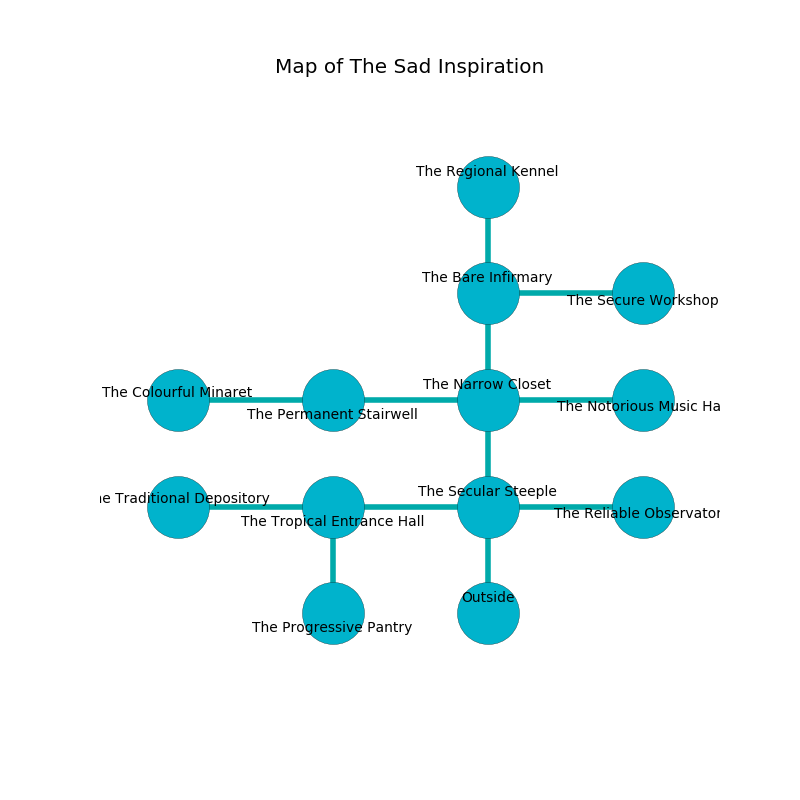 Map of The Sad Inspiration
The Regional Kennel
The Bare Infirmary
The Secure Workshop
The Narrow Closet
The Colourful Minaret
The Notorious Music Ha
The Permanent Stairwell
The Secular Steeple
e Traditional Depository
The Reliable Observator
The Tropical Entrance Hall
Outside
The Progressive Pantry